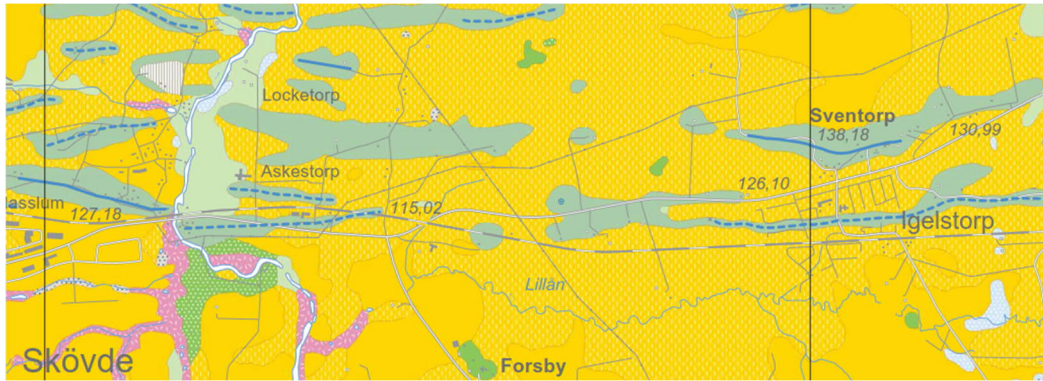 Locketorp
Sventorp
138,18
130,99
Askestorp
126,10
asslum
127,18
115,02
Igelstorp
Lillån
Skövde
Forsby